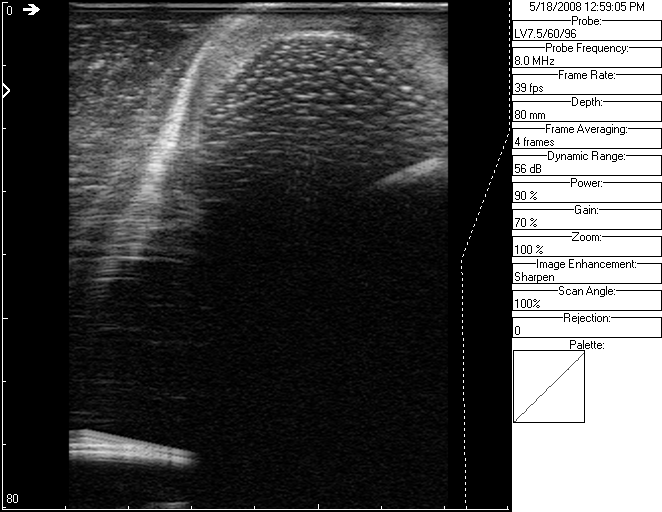 0
80
5/18/2008 12:59:05 PM
Probe:
LV7.5/60/96
Probe Frequency:
8.0 MHz
Frame Rate:
39 fps
Depth:
80 mm
Frame Averaging:
4 frames
Dynamic Range:
56 dB
Power:
90 %
Gain:
70 %
Zoom:
100 %
Image Enhancement:
Sharpen
Scan Angle:
100%
Rejection:
0
Palette: